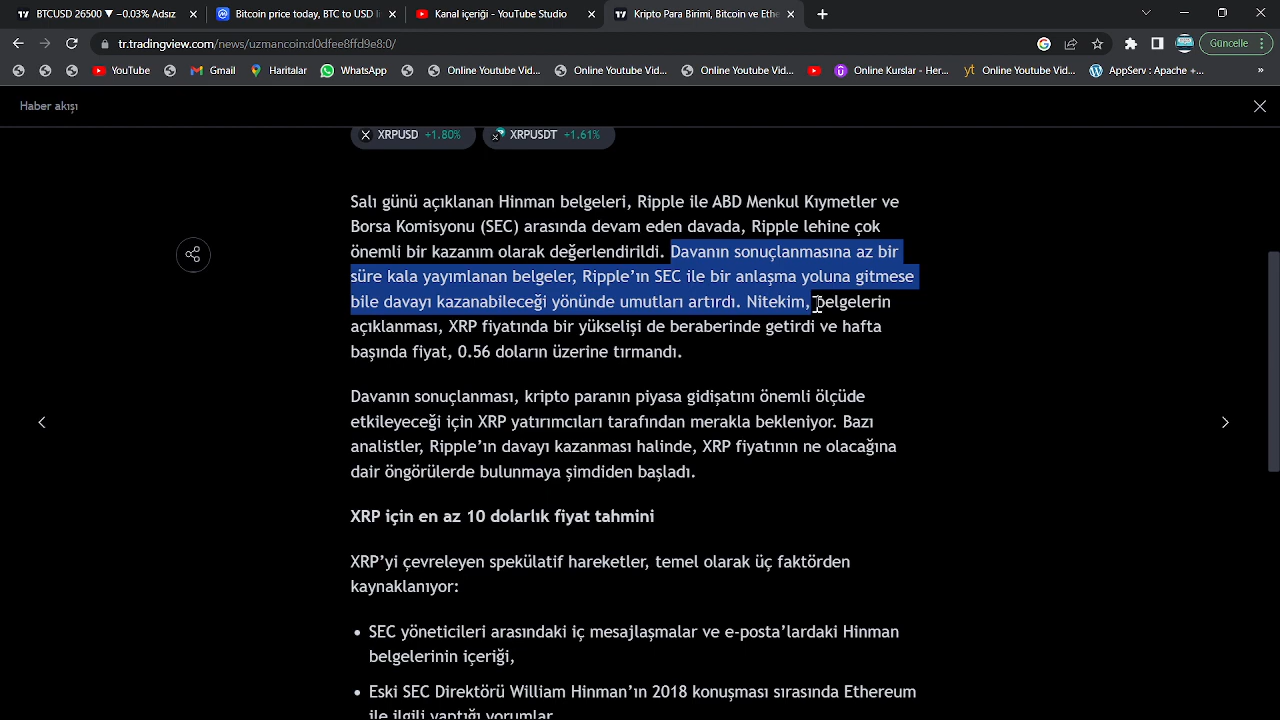 BTCUSD 26500 ▼ −0.03% Adsız
Bitcoin price today, BTC to USD li
Kanal içeriği - YouTube Studio
Kripto Para Birimi, Bitcoin ve Ethe
tr.tradingview.com/news/uzmancoin:d0dfee8ffd9e8:0/
Güncelle
YouTube
Gmail
Haritalar
WhatsApp
Online Youtube Vid...
Online Youtube Vid...
Online Youtube Vid...
Online Kurslar - Her...
Online Youtube Vid...
AppServ : Apache +...
Haber akışı
XRPUSD +1.80%
XRPUSDT +1.61%
Salı günü açıklanan Hinman belgeleri, Ripple ile ABD Menkul Kıymetler ve
Borsa Komisyonu (SEC) arasında devam eden davada, Ripple lehine çok
önemli bir kazanım olarak değerlendirildi. Davanın sonuçlanmasına az bir
süre kala yayımlanan belgeler, Ripple’ın SEC ile bir anlaşma yoluna gitmese
bile davayı kazanabileceği yönünde umutları artırdı. Nitekim, belgelerin
açıklanması, XRP fiyatında bir yükselişi de beraberinde getirdi ve hafta
başında fiyat, 0.56 doların üzerine tırmandı.
Davanın sonuçlanması, kripto paranın piyasa gidişatını önemli ölçüde
etkileyeceği için XRP yatırımcıları tarafından merakla bekleniyor. Bazı
analistler, Ripple’ın davayı kazanması halinde, XRP fiyatının ne olacağına
dair öngörülerde bulunmaya şimdiden başladı.
XRP için en az 10 dolarlık fiyat tahmini
XRP’yi çevreleyen spekülatif hareketler, temel olarak üç faktörden
kaynaklanıyor:
• SEC yöneticileri arasındaki iç mesajlaşmalar ve e-posta’lardaki Hinman
belgelerinin içeriği,
• Eski SEC Direktörü William Hinman’ın 2018 konuşması sırasında Ethereum
ile ilgili yaptığı yorumlar